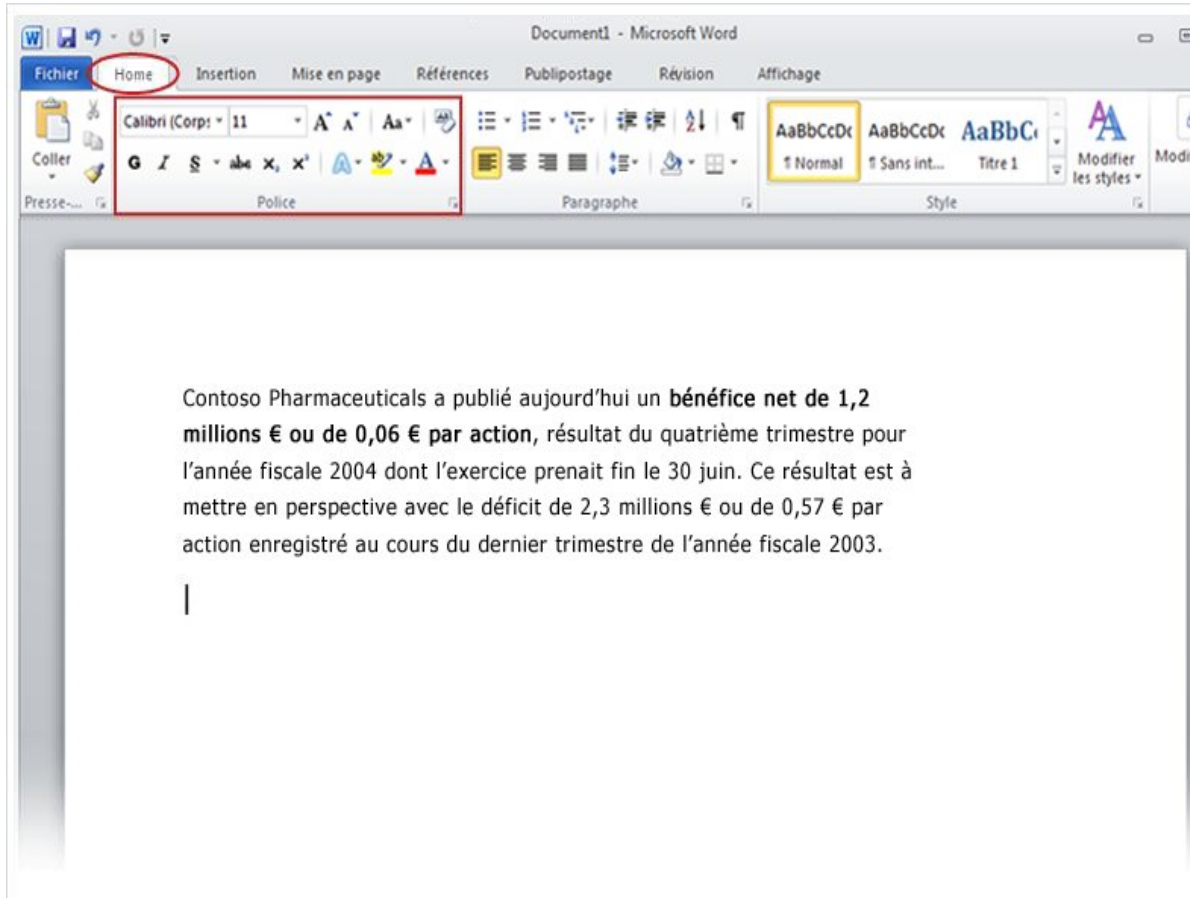 Document1 - Microsoft Word
Fichier Home Insertion Mise en page Références Publipostage Révision Affichage
Calibri (Corp: 11 A A Aa
AaBbCcDc AaBbCcDc AaBbC
Coller G I S abe x, x² A ab A
¶ Normal ¶ Sans int... Titre 1 Modifier les styles Modi
Presse-... Police Paragraphe Style
Contoso Pharmaceuticals a publié aujourd'hui un bénéfice net de 1,2
millions € ou de 0,06 € par action, résultat du quatrième trimestre pour
l'année fiscale 2004 dont l'exercice prenait fin le 30 juin. Ce résultat est à
mettre en perspective avec le déficit de 2,3 millions € ou de 0,57 € par
action enregistré au cours du dernier trimestre de l'année fiscale 2003.